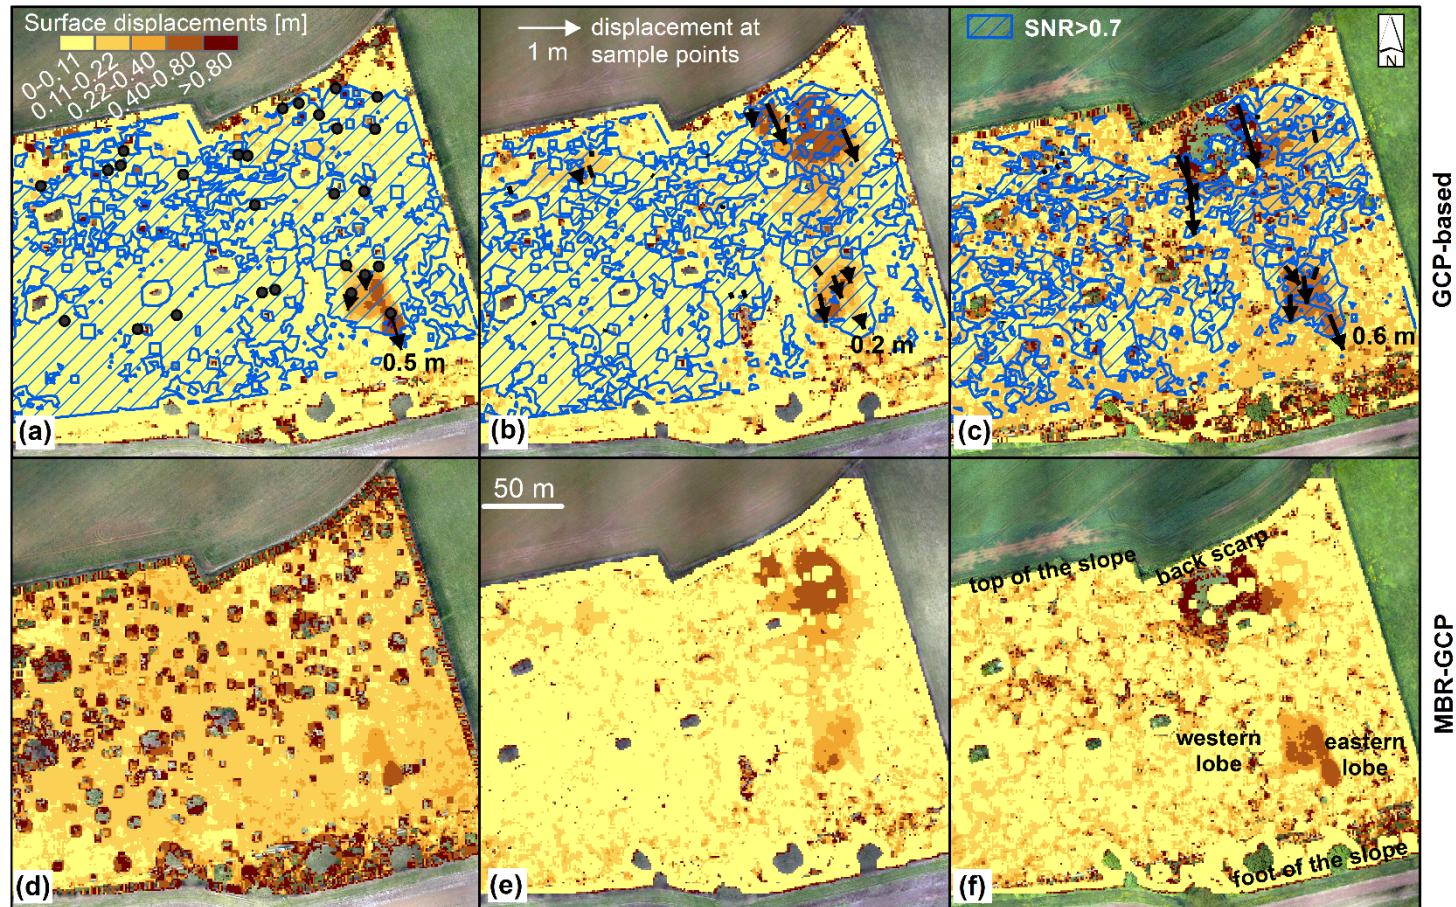 Surface displacements [m]
0-0.11
0.11-0.22
0.22-0.40
0.40-0.80
>0.80
0.5 m
(a)
displacement at
1 m
sample points
0.2 m
(b)
SNR>0.7
N
0.6 m
(c)
GCP-based
(d)
50 m
(e)
top of the slope
back scarp
western
lobe
eastern
lobe
foot of the slope
(f)
MBR-GCP